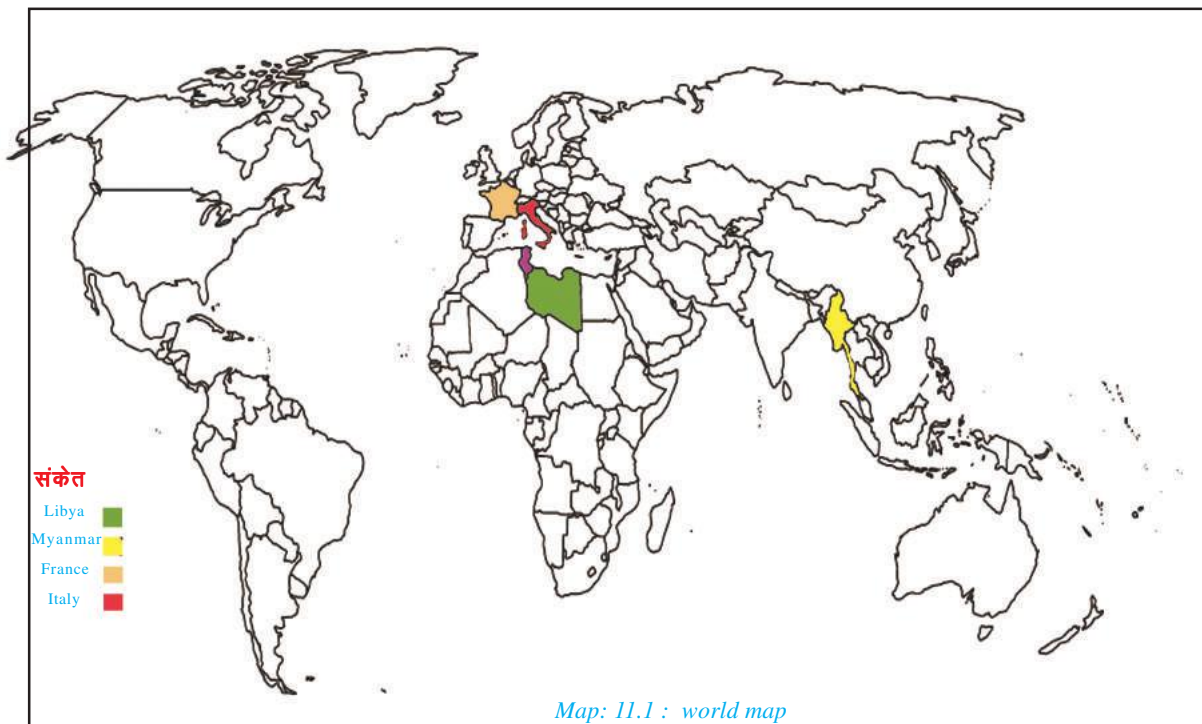 संकेत
Libya
Myanmar
France
Italy
Map: 11.1 : world map